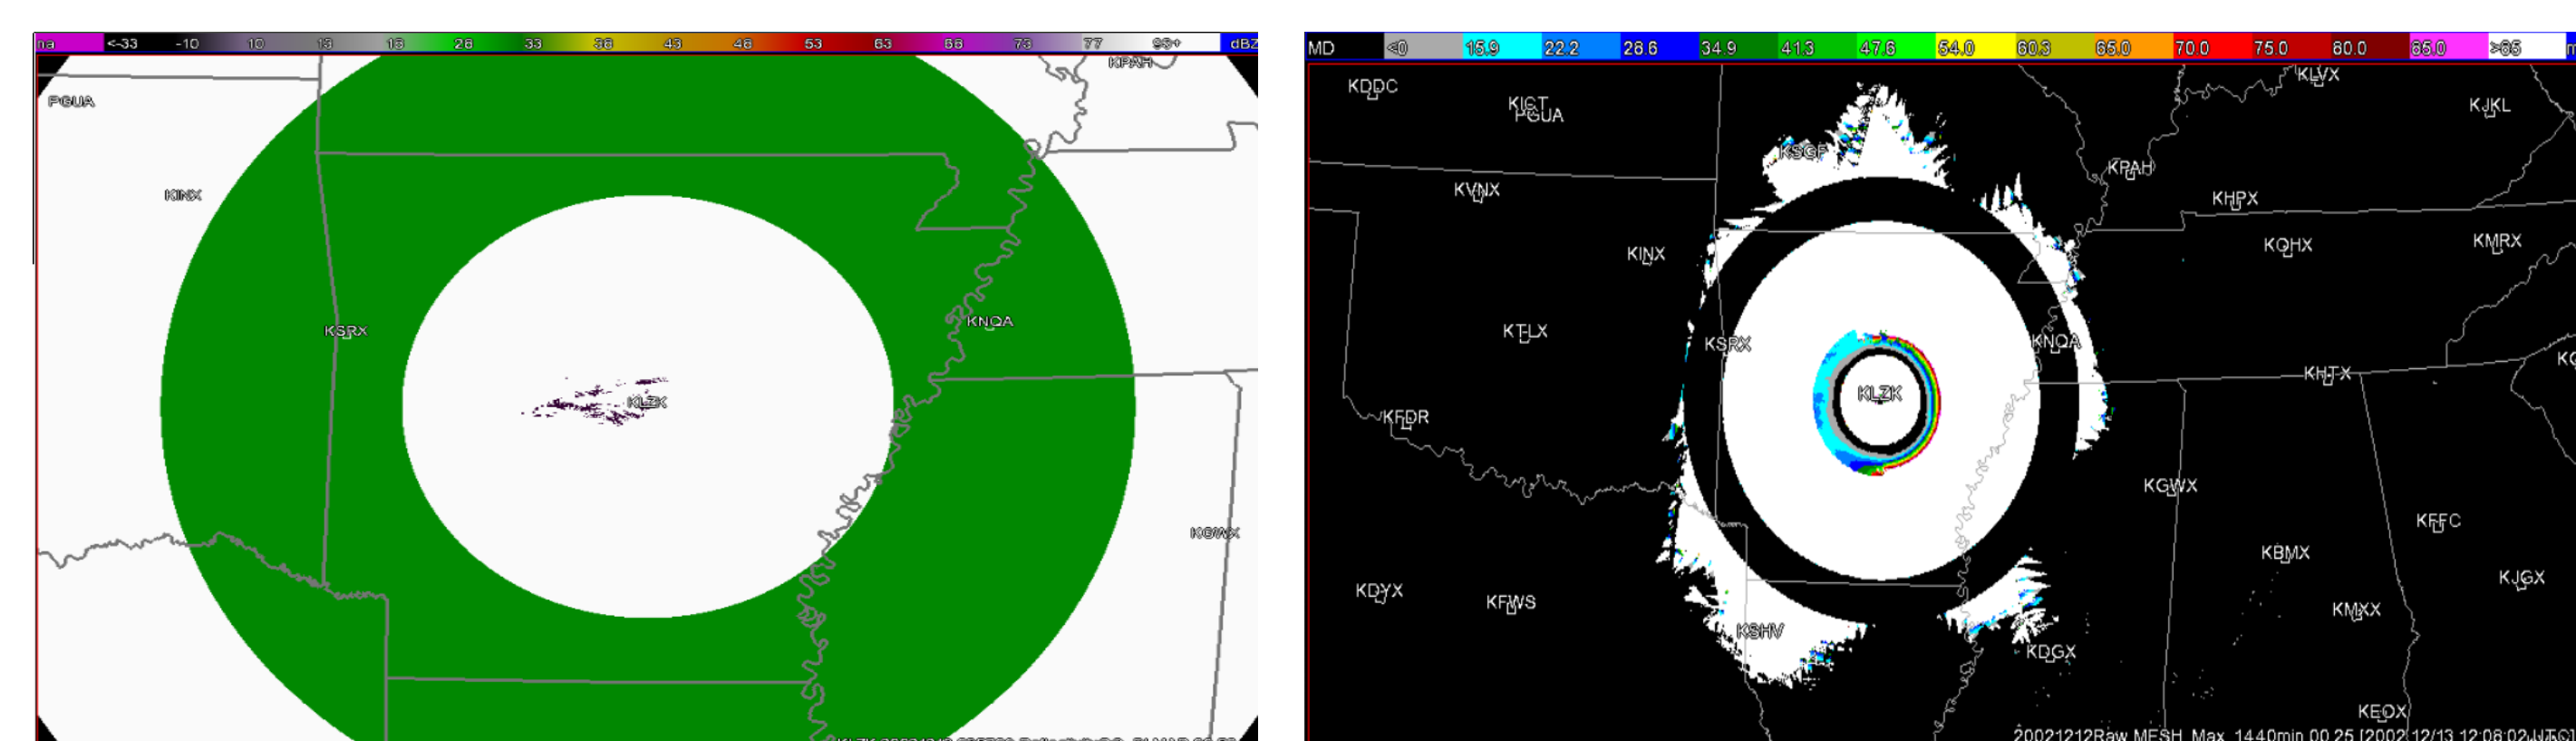 na <-33 -10 10 13 18 28 33 38 43 48 53 63 68 73 77 93+ dBZ
KPAH
PGUA
KINX
KSRX
KNQA
KLZK
KGWX
MD <0 15.9 22.2 28.6 34.9 41.3 47.6 54.0 60.3 65.0 70.0 75.0 80.0 85.0 >85
KLVX
KDDC
KICT
PGUA
KJKL
KSGF
KPAH
KVNX
KHPX
KINX
KOHX
KMRX
KTLX
KSRX
KNQA
KHTX
KLZK
KFDR
KGWX
KFFC
KBMX
KJGX
KDYX
KFWS
KMXX
KSHV
KDGX
KEOX
20021212Raw MESH_Max_1440min 00.25 [2002/12/13 12:08:02 UTC]